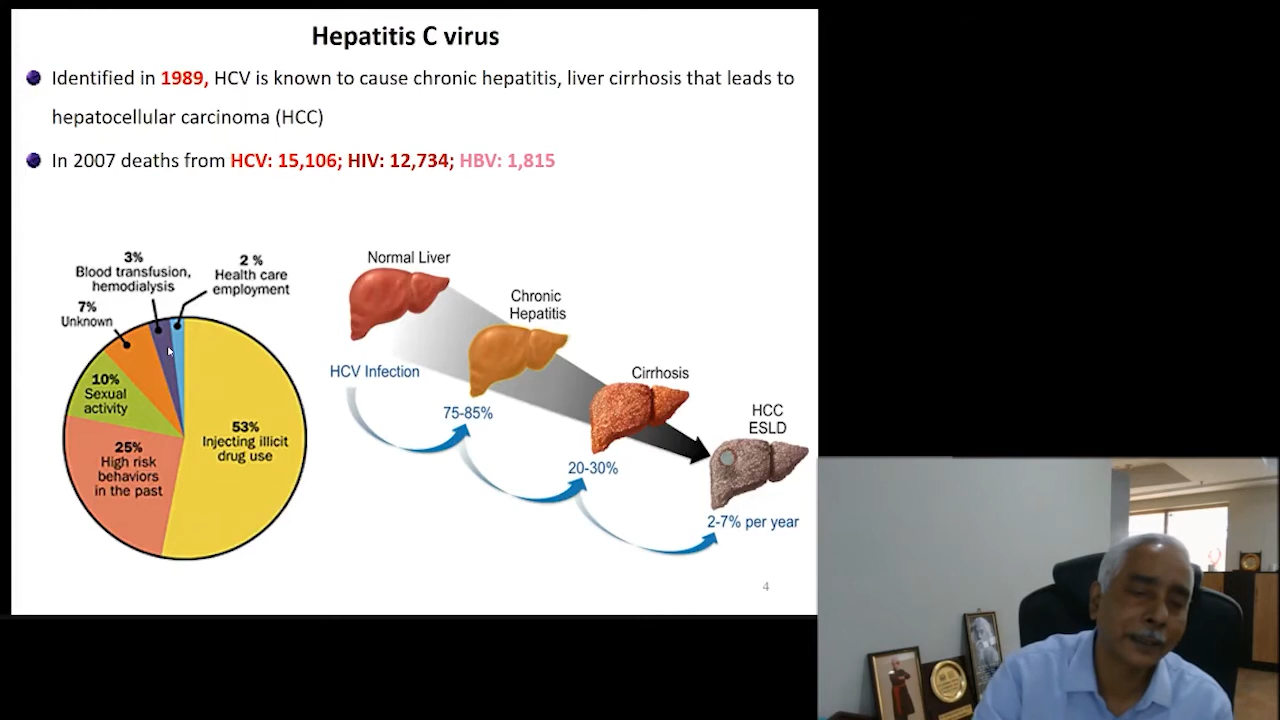 Hepatitis C virus
Identified in 1989, HCV is known to cause chronic hepatitis, liver cirrhosis that leads to
hepatocellular carcinoma (HCC)
In 2007 deaths from HCV: 15,106; HIV: 12,734; HBV: 1,815
3%
Blood transfusion,
hemodialysis
2 %
Health care
employment
7%
Unknown
10%
Sexual
activity
25%
High risk
behaviors
in the past
53%
Injecting illicit
drug use
Normal Liver
Chronic
Hepatitis
Cirrhosis
HCC
ESLD
HCV Infection
75-85%
20-30%
2-7% per year
4